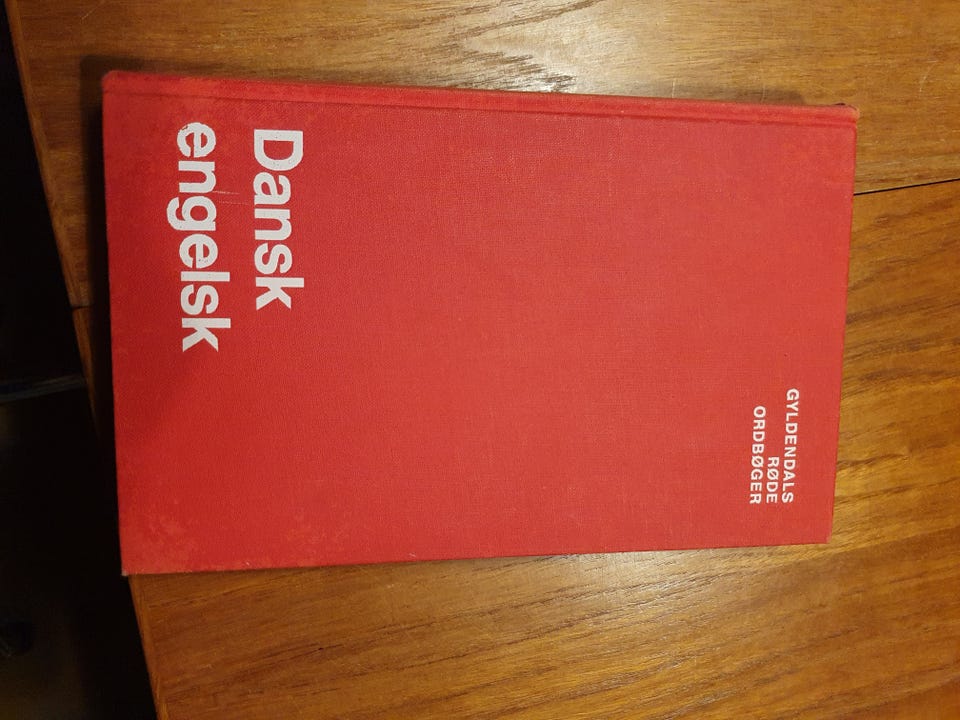 Dansk
engelsk
GYLDENDALS
RØDE
ORDBØGER